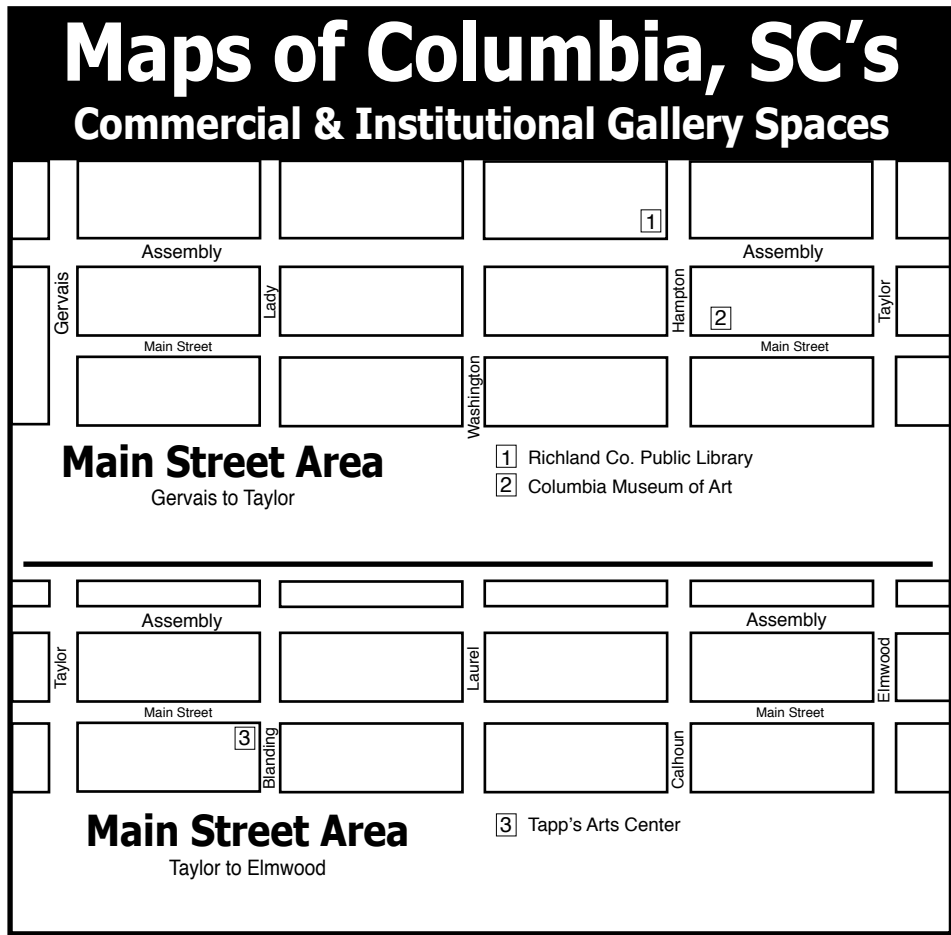 Maps of Columbia, SC's
Commercial & Institutional Gallery Spaces
1
Assembly
Assembly
Gervais
Lady
Hampton
Taylor
2
Main Street
Main Street
Washington
Main Street Area
Gervais to Taylor
1 Richland Co. Public Library
2 Columbia Museum of Art
Assembly
Assembly
Taylor
Laurel
Elmwood
Main Street
Main Street
3
Blanding
Calhoun
Main Street Area
Taylor to Elmwood
3 Tapp's Arts Center